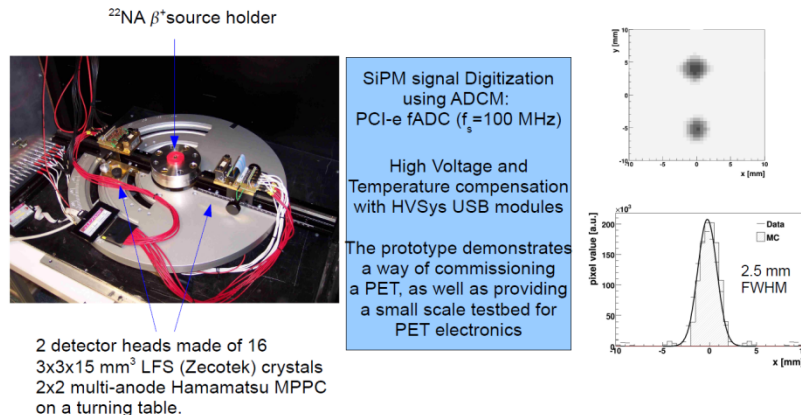 ²²NA β⁺source holder
SiPM signal Digitization
using ADCM:
PCI-e fADC (fₛ=100 MHz)
High Voltage and
Temperature compensation
with HVSys USB modules
The prototype demonstrates
a way of commissioning
a PET, as well as providing
a small scale testbed for
PET electronics
2 detector heads made of 16
3x3x15 mm³ LFS (Zecotek) crystals
2x2 multi-anode Hamamatsu MPPC
on a turning table.
y [mm]
10
5
0
-5
-10
-10 -5 0 5 10
x [mm]
×10³
pixel value [a.u.]
200
150
100
50
0
Data
MC
2.5 mm
FWHM
-10 -5 0 5 10
x [mm]